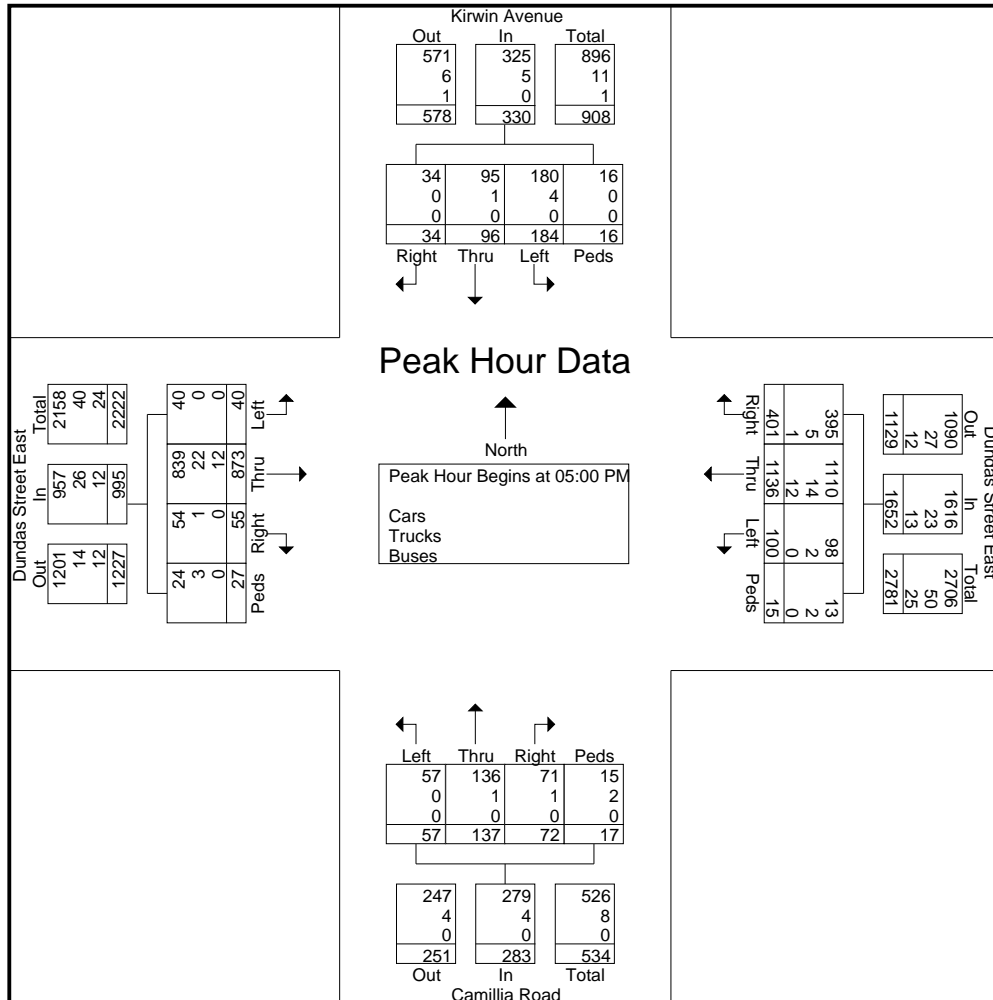 Kirwin Avenue
Out In Total
571 325 896
6 5 11
1 0 1
578 330 908
34 95 180 16
0 1 4 0
0 0 0 0
34 96 184 16
Right Thru Left Peds
Peak Hour Data
North
Peak Hour Begins at 05:00 PM
Cars
Trucks
Buses
Dundas Street East
Out In Total
1201 957 2158
14 26 40
12 12 24
1227 995 2222
24 54 839 40
3 1 22 0
0 0 12 0
27 55 873 40
Peds Right Thru Left
Dundas Street East
Out In Total
1090 1616 2706
27 23 50
12 13 25
1129 1652 2781
395 1110 98 13
5 14 2 2
1 12 0 0
401 1136 100 15
Right Thru Left Peds
Left Thru Right Peds
57 136 71 15
0 1 1 2
0 0 0 0
57 137 72 17
247 279 526
4 4 8
0 0 0
251 283 534
Out In Total
Camillia Road